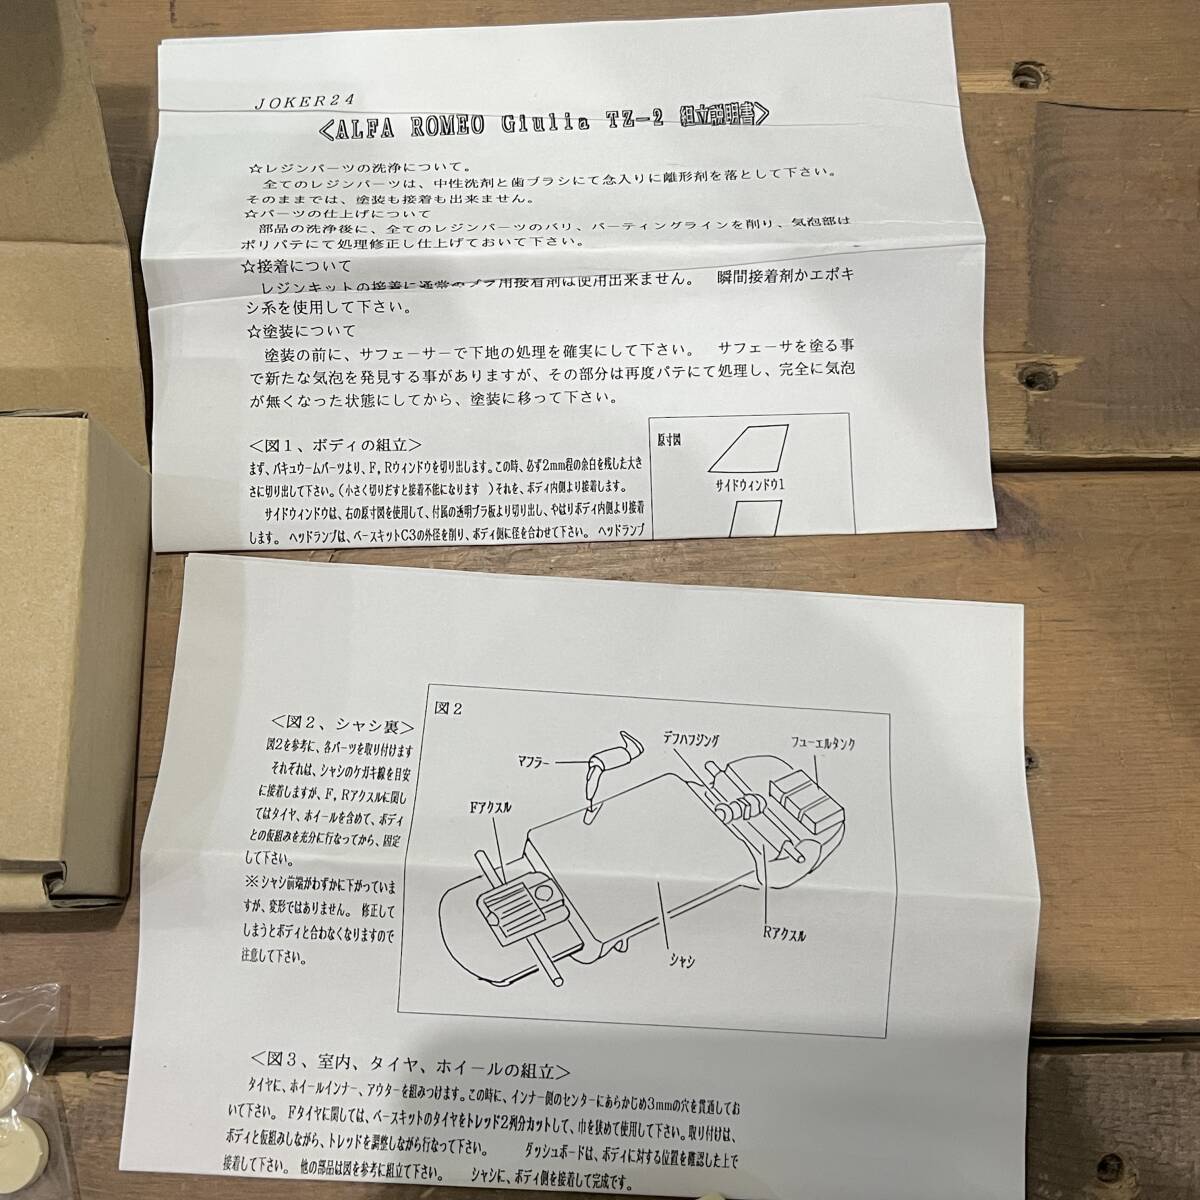 JOKER24
<ALFA ROMEO Giulia TZ-2 組立説明書>
☆レジンパーツの洗浄について。
全てのレジンパーツは、中性洗剤と歯ブラシにて念入りに離形剤を落として下さい。
そのままでは、塗装も接着も出来ません。
☆パーツの仕上げについて
部品の洗浄後に、全てのレジンパーツのバリ、パーティングラインを削り、気泡部は
ポリパテにて処理修正し仕上げておいて下さい。
☆接着について
レジンキットの接着に通常のプラ用接着剤は使用出来ません。 瞬間接着剤かエポキ
シ系を使用して下さい。
☆塗装について
塗装の前に、サフェーサーで下地の処理を確実にして下さい。 サフェーサを塗る事
で新たな気泡を発見する事がありますが、その部分は再度パテにて処理し、完全に気泡
が無くなった状態にしてから、塗装に移って下さい。
<図1、ボディの組立>
まず、バキュウームパーツより、F,Rウィンドウを切り出します。この時、必ず2mm程の余白を残した大き
さに切り出して下さい。(小さく切りだすと接着不能になります )それを、ボディ内側より接着します。
サイドウィンドウは、右の原寸図を使用して、付属の透明プラ板より切り出し、やはりボディ内側より接着
します。 ヘッドランプは、ベースキットC3の外径を削り、ボディ側に径を合わせて下さい。 ヘッドランプ
原寸図
サイドウィンドウ1
<図2、シャシ裏>
図2を参考に、各パーツを取り付けます
それぞれは、シャシのケガキ線を目安
に接着しますが、F,Rアクスルに関し
てはタイヤ、ホイールを含めて、ボディ
との仮組みを充分に行なってから、固定
して下さい。
※シャシ前端がわずかに下がっていま
すが、変形ではありません。 修正して
しまうとボディと合わなくなりますので
注意して下さい。
図2
マフラー
デフハフジング
フューエルタンク
Fアクスル
Rアクスル
シャシ
<図3、室内、タイヤ、ホイールの組立>
タイヤに、ホイールインナー、アウターを組みつけます。この時に、インナー側のセンターにあらかじめ3mmの穴を貫通してお
いて下さい。 Fタイヤに関しては、ベースキットのタイヤをトレッド2列分カットして、巾を狭めて使用して下さい。取り付けは、
ボディと仮組みしながら、トレッドを調整しながら行なって下さい。 ダッシュボードは、ボディに対する位置を確認した上で
接着して下さい。 他の部品は図を参考に組立て下さい。 シャシに、ボディ側を接着して完成です。